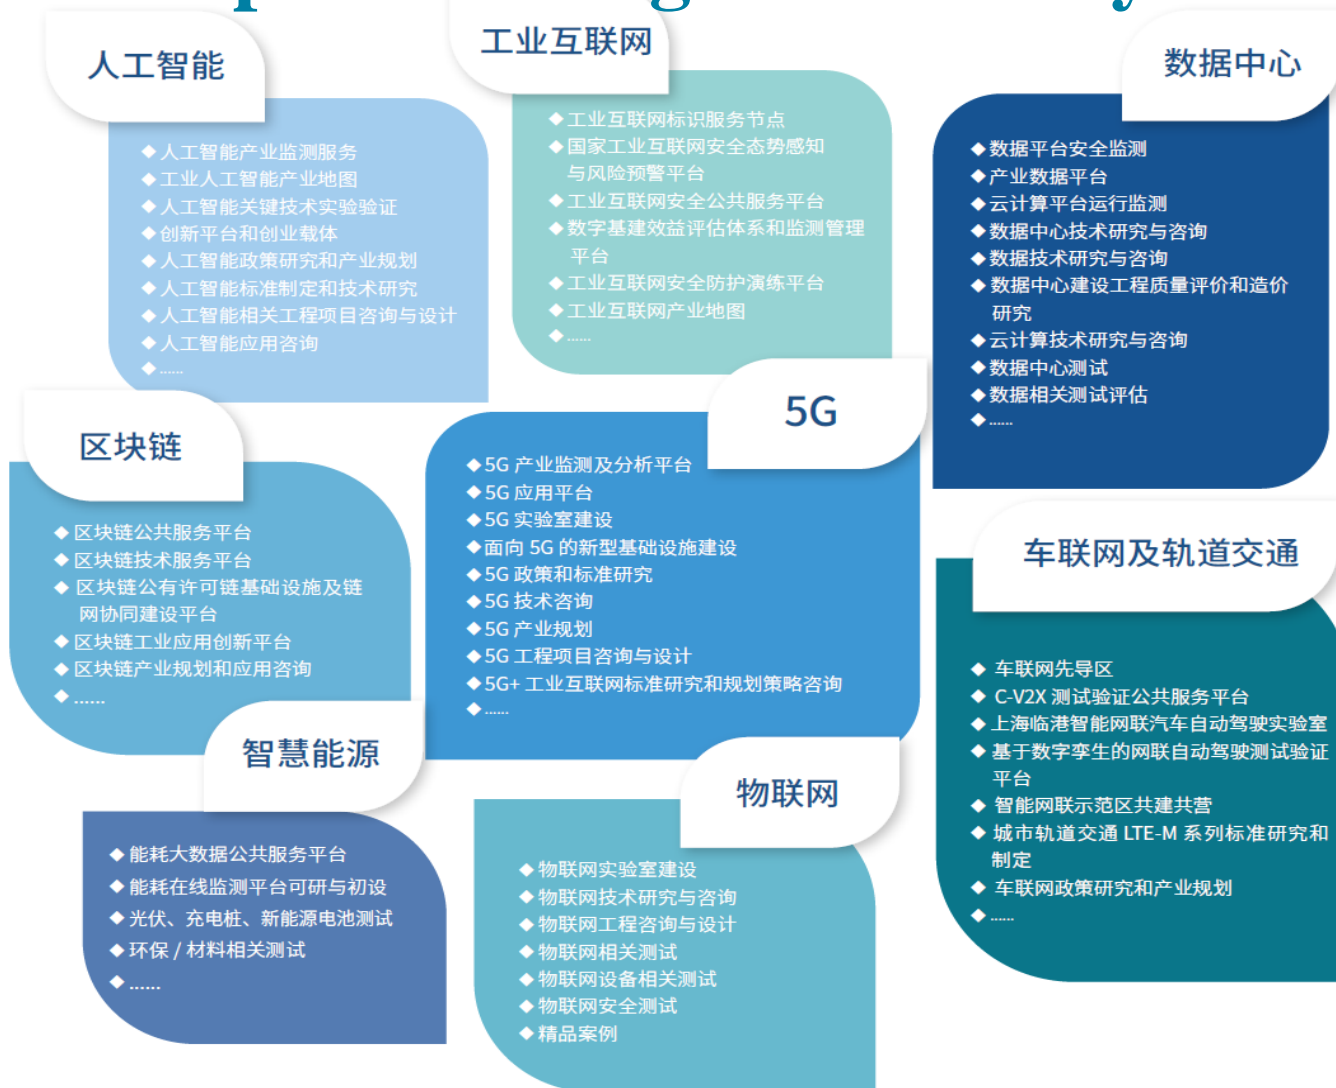 人工智能
◆人工智能产业监测服务
◆工业人工智能产业地图
◆人工智能关键技术实验验证
◆创新平台和创业载体
◆人工智能政策研究和产业规划
◆人工智能标准制定和技术研究
◆人工智能相关工程项目咨询与设计
◆人工智能应用咨询
◆......
工业互联网
◆工业互联网标识服务节点
◆国家工业互联网安全态势感知
与风险预警平台
◆工业互联网安全公共服务平台
◆数字基建效益评估体系和监测管理
平台
◆工业互联网安全防护演练平台
◆工业互联网产业地图
◆......
数据中心
◆数据平台安全监测
◆产业数据平台
◆云计算平台运行监测
◆数据中心技术研究与咨询
◆数据技术研究与咨询
◆数据中心建设工程质量评价和造价
研究
◆云计算技术研究与咨询
◆数据中心测试
◆数据相关测试评估
◆......
区块链
◆区块链公共服务平台
◆区块链技术服务平台
◆区块链公有许可链基础设施及链
网协同建设平台
◆区块链工业应用创新平台
◆区块链产业规划和应用咨询
◆......
5G
◆5G 产业监测及分析平台
◆5G 应用平台
◆5G 实验室建设
◆面向 5G 的新型基础设施建设
◆5G 政策和标准研究
◆5G 技术咨询
◆5G 产业规划
◆5G 工程项目咨询与设计
◆5G+ 工业互联网标准研究和规划策略咨询
◆......
车联网及轨道交通
◆ 车联网先导区
◆ C-V2X 测试验证公共服务平台
◆ 上海临港智能网联汽车自动驾驶实验室
◆ 基于数字孪生的网联自动驾驶测试验证
平台
◆ 智能网联示范区共建共营
◆ 城市轨道交通 LTE-M 系列标准研究和
制定
◆ 车联网政策研究和产业规划
◆ ......
智慧能源
◆能耗大数据公共服务平台
◆能耗在线监测平台可研与初设
◆光伏、充电桩、新能源电池测试
◆环保 / 材料相关测试
◆......
物联网
◆物联网实验室建设
◆物联网技术研究与咨询
◆物联网工程咨询与设计
◆物联网相关测试
◆物联网设备相关测试
◆物联网安全测试
◆精品案例